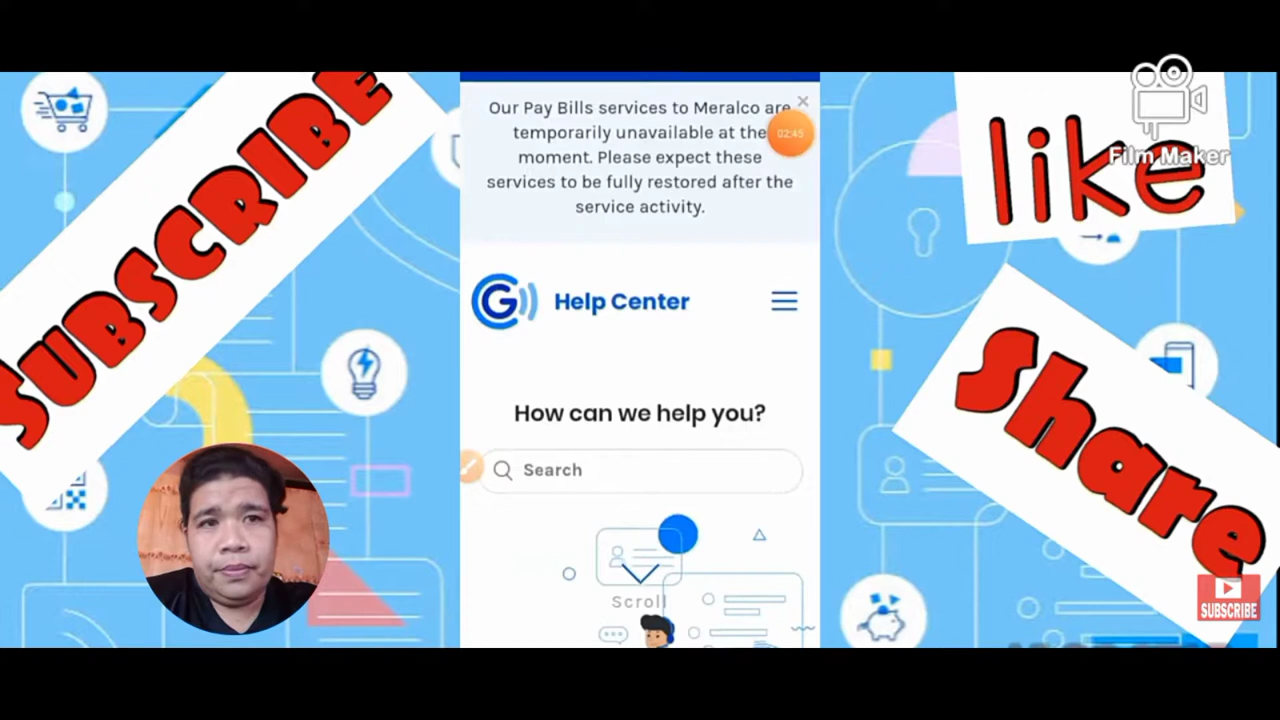 SUBSCRIBE
Our Pay Bills services to Meralco are
temporarily unavailable at the
moment. Please expect these
services to be fully restored after the
service activity.
02:45
like
Film Maker
G
Help Center
How can we help you?
Search
Scroll
Share
SUBSCRIBE